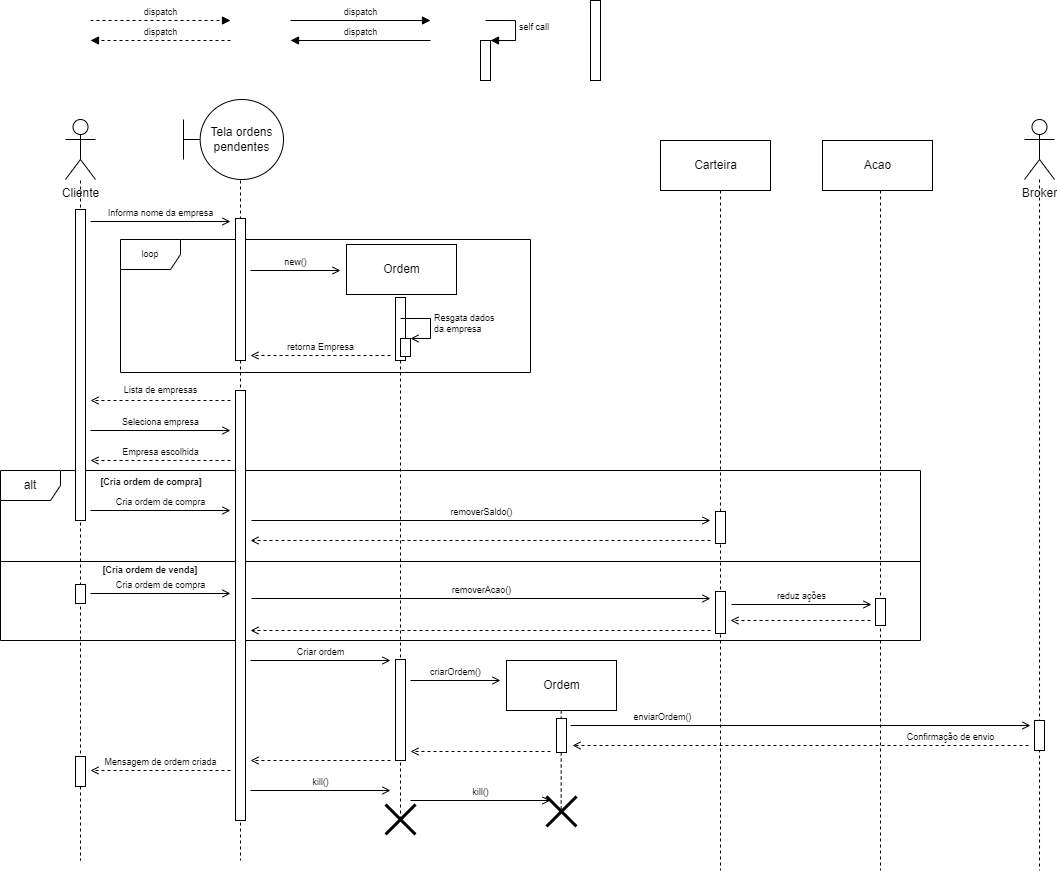 dispatch
dispatch
dispatch
dispatch
self call
Tela ordens
pendentes
Cliente
Carteira
Acao
Broker
Informa nome da empresa
loop
new()
Ordem
Resgata dados
da empresa
retorna Empresa
Lista de empresas
Seleciona empresa
Empresa escolhida
alt
[Cria ordem de compra]
Cria ordem de compra
removerSaldo()
[Cria ordem de venda]
Cria ordem de compra
removerAcao()
reduz ações
Criar ordem
criarOrdem()
Ordem
enviarOrdem()
Confirmação de envio
Mensagem de ordem criada
kill()
kill()